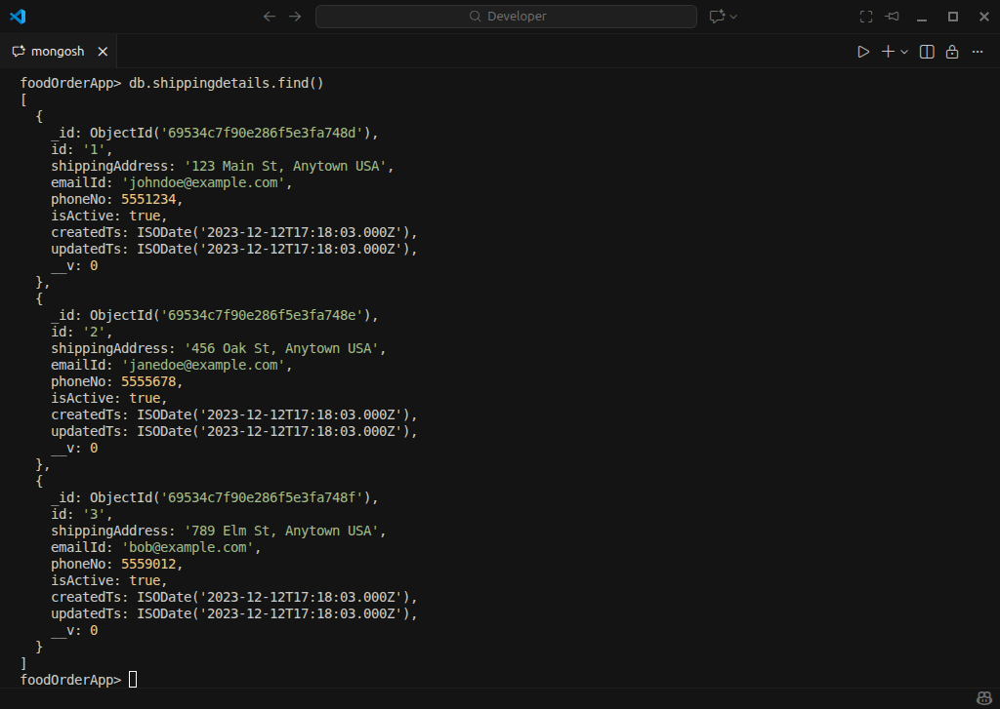 Developer
mongosh
foodOrderApp> db.shippingdetails.find()
[
  {
    _id: ObjectId('69534c7f90e286f5e3fa748d'),
    id: '1',
    shippingAddress: '123 Main St, Anytown USA',
    emailId: 'johndoe@example.com',
    phoneNo: 5551234,
    isActive: true,
    createdTs: ISODate('2023-12-12T17:18:03.000Z'),
    updatedTs: ISODate('2023-12-12T17:18:03.000Z'),
    __v: 0
  },
  {
    _id: ObjectId('69534c7f90e286f5e3fa748e'),
    id: '2',
    shippingAddress: '456 Oak St, Anytown USA',
    emailId: 'janedoe@example.com',
    phoneNo: 5555678,
    isActive: true,
    createdTs: ISODate('2023-12-12T17:18:03.000Z'),
    updatedTs: ISODate('2023-12-12T17:18:03.000Z'),
    __v: 0
  },
  {
    _id: ObjectId('69534c7f90e286f5e3fa748f'),
    id: '3',
    shippingAddress: '789 Elm St, Anytown USA',
    emailId: 'bob@example.com',
    phoneNo: 5559012,
    isActive: true,
    createdTs: ISODate('2023-12-12T17:18:03.000Z'),
    updatedTs: ISODate('2023-12-12T17:18:03.000Z'),
    __v: 0
  }
]
foodOrderApp>